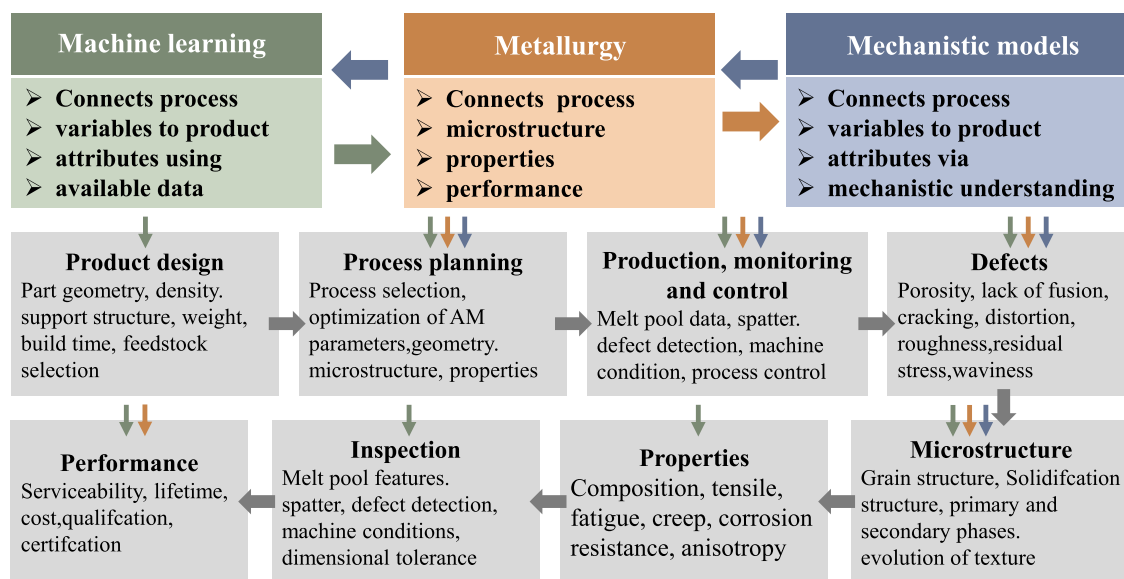 Machine learning
➢ Connects process
➢ variables to product
➢ attributes using
➢ available data
Metallurgy
➢ Connects process
➢ microstructure
➢ properties
➢ performance
Mechanistic models
➢ Connects process
➢ variables to product
➢ attributes via
➢ mechanistic understanding
Product design
Part geometry, density.
support structure, weight,
build time, feedstock
selection
Process planning
Process selection,
optimization of AM
parameters,geometry.
microstructure, properties
Production, monitoring
and control
Melt pool data, spatter.
defect detection, machine
condition, process control
Defects
Porosity, lack of fusion,
cracking, distortion,
roughness,residual
stress,waviness
Performance
Serviceability, lifetime,
cost,qualifcation,
certifcation
Inspection
Melt pool features.
spatter, defect detection,
machine conditions,
dimensional tolerance
Properties
Composition, tensile,
fatigue, creep, corrosion
resistance, anisotropy
Microstructure
Grain structure, Solidifcation
structure, primary and
secondary phases.
evolution of texture